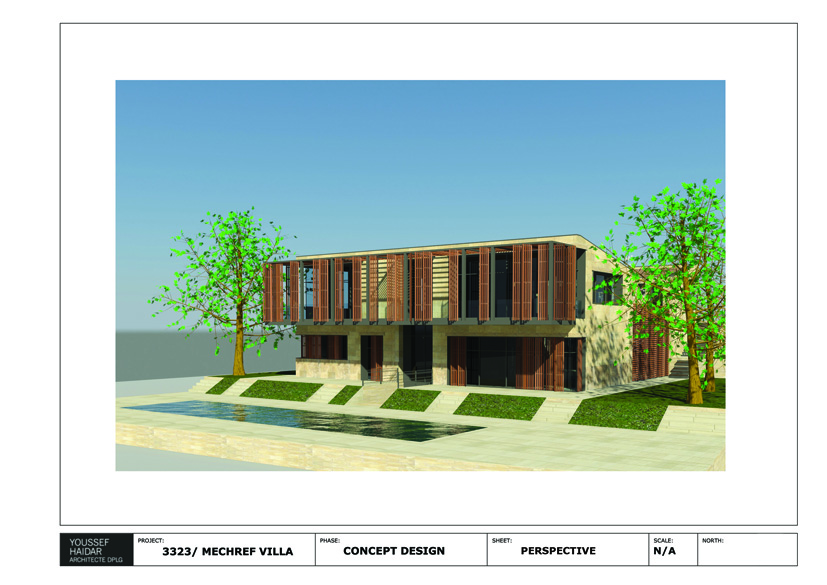 YOUSSEF
HAIDAR
ARCHITECTE DPLG
PROJECT:
3323/ MECHREF VILLA
PHASE:
CONCEPT DESIGN
SHEET:
PERSPECTIVE
SCALE:
N/A
NORTH: